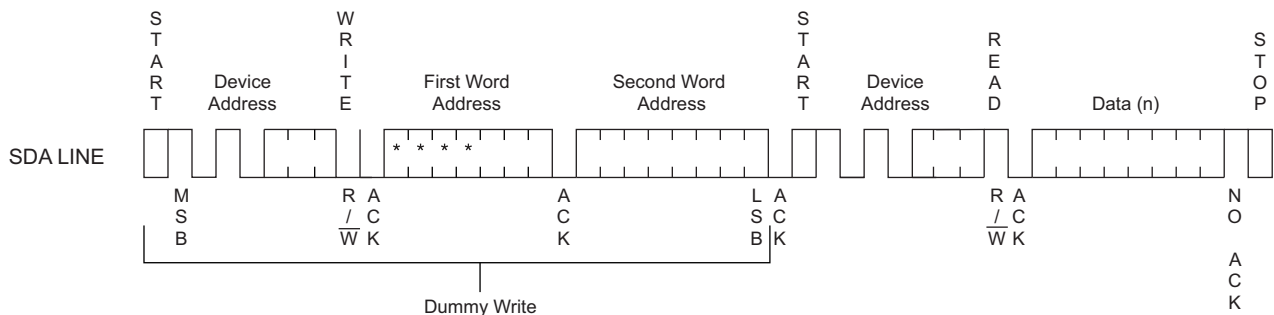 START
WRITE
START
READ
STOP
Device
Address
First Word
Address
Second Word
Address
Device
Address
Data (n)
SDA LINE
* * * *
MSB
R/W
ACK
ACK
LSB
ACK
R/W
ACK
NO ACK
Dummy Write